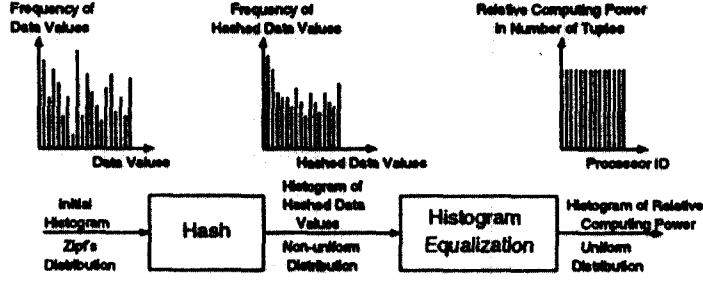 Frequency of
Data Values
Data Values
Frequency of
Hashed Data Values
Hashed Data Values
Relative Computing Power
in Number of Tuples
Processor ID
Initial
Histogram
Zipf's
Distribution
Hash
Histogram of
Hashed Data
Values
Non-uniform
Distribution
Histogram
Equalization
Histogram of Relative
Computing Power
Uniform
Distribution